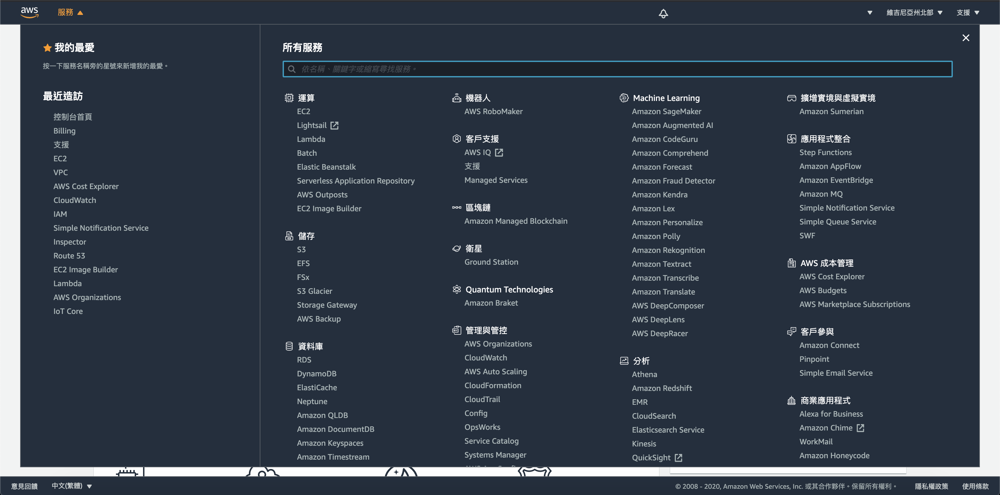 aws
服務
維吉尼亞州北部
支援
我的最愛
按一下服務名稱旁的星號來新增我的最愛。
最近造訪
控制台首頁
Billing
支援
EC2
VPC
AWS Cost Explorer
CloudWatch
IAM
Simple Notification Service
Inspector
Route 53
EC2 Image Builder
Lambda
AWS Organizations
IoT Core
所有服務
依名稱、關鍵字或縮寫尋找服務。
運算
EC2
Lightsail
Lambda
Batch
Elastic Beanstalk
Serverless Application Repository
AWS Outposts
EC2 Image Builder
儲存
S3
EFS
FSx
S3 Glacier
Storage Gateway
AWS Backup
資料庫
RDS
DynamoDB
ElastiCache
Neptune
Amazon QLDB
Amazon DocumentDB
Amazon Keyspaces
Amazon Timestream
機器人
AWS RoboMaker
客戶支援
AWS IQ
支援
Managed Services
區塊鏈
Amazon Managed Blockchain
衛星
Ground Station
Quantum Technologies
Amazon Braket
管理與管控
AWS Organizations
CloudWatch
AWS Auto Scaling
CloudFormation
CloudTrail
Config
OpsWorks
Service Catalog
Systems Manager
Machine Learning
Amazon SageMaker
Amazon Augmented AI
Amazon CodeGuru
Amazon Comprehend
Amazon Forecast
Amazon Fraud Detector
Amazon Kendra
Amazon Lex
Amazon Personalize
Amazon Polly
Amazon Rekognition
Amazon Textract
Amazon Transcribe
Amazon Translate
AWS DeepComposer
AWS DeepLens
AWS DeepRacer
分析
Athena
Amazon Redshift
EMR
CloudSearch
Elasticsearch Service
Kinesis
QuickSight
擴增實境與虛擬實境
Amazon Sumerian
應用程式整合
Step Functions
Amazon AppFlow
Amazon EventBridge
Amazon MQ
Simple Notification Service
Simple Queue Service
SWF
AWS 成本管理
AWS Cost Explorer
AWS Budgets
AWS Marketplace Subscriptions
客戶參與
Amazon Connect
Pinpoint
Simple Email Service
商業應用程式
Alexa for Business
Amazon Chime
WorkMail
Amazon Honeycode
意見回饋
中文(繁體)
© 2008 - 2020, Amazon Web Services, Inc. 或其合作夥伴。保留所有權利。
隱私權政策
使用條款